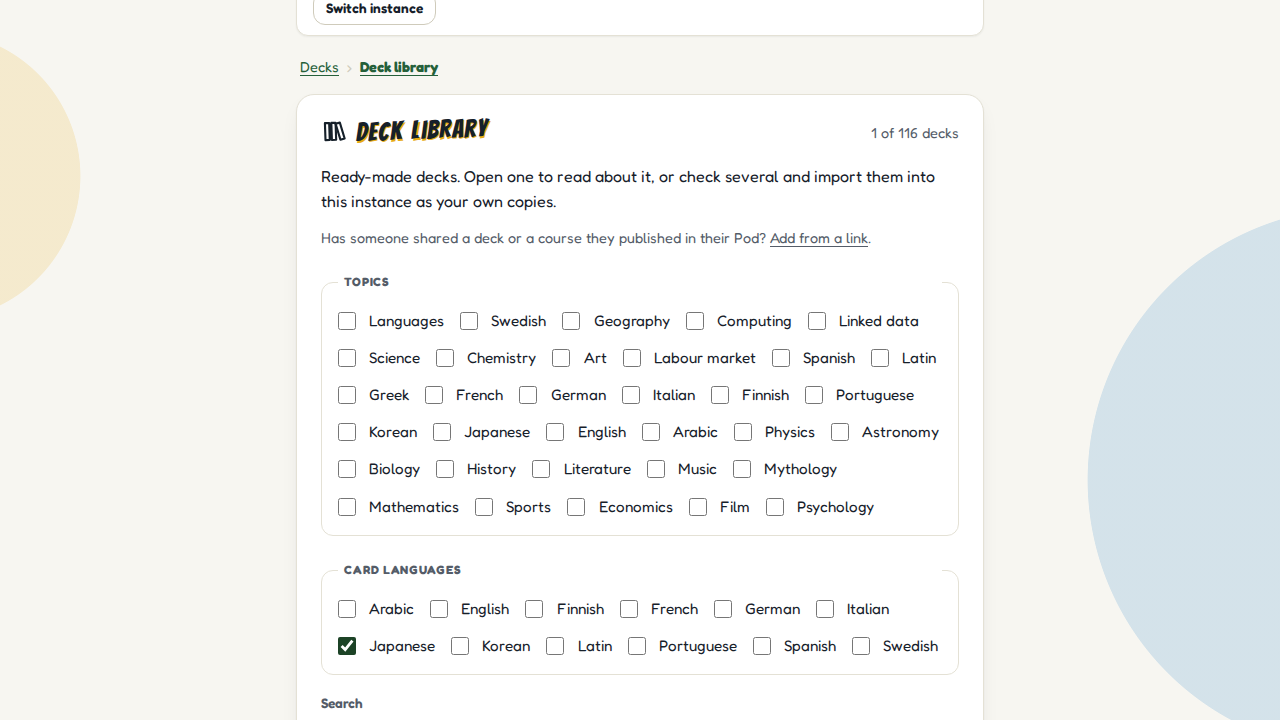 Switch instance
Decks › Deck library
DECK LIBRARY
1 of 116 decks
Ready-made decks. Open one to read about it, or check several and import them into
this instance as your own copies.
Has someone shared a deck or a course they published in their Pod? Add from a link.
TOPICS
Languages Swedish Geography Computing Linked data
Science Chemistry Art Labour market Spanish Latin
Greek French German Italian Finnish Portuguese
Korean Japanese English Arabic Physics Astronomy
Biology History Literature Music Mythology
Mathematics Sports Economics Film Psychology
CARD LANGUAGES
Arabic English Finnish French German Italian
Japanese Korean Latin Portuguese Spanish Swedish
Search